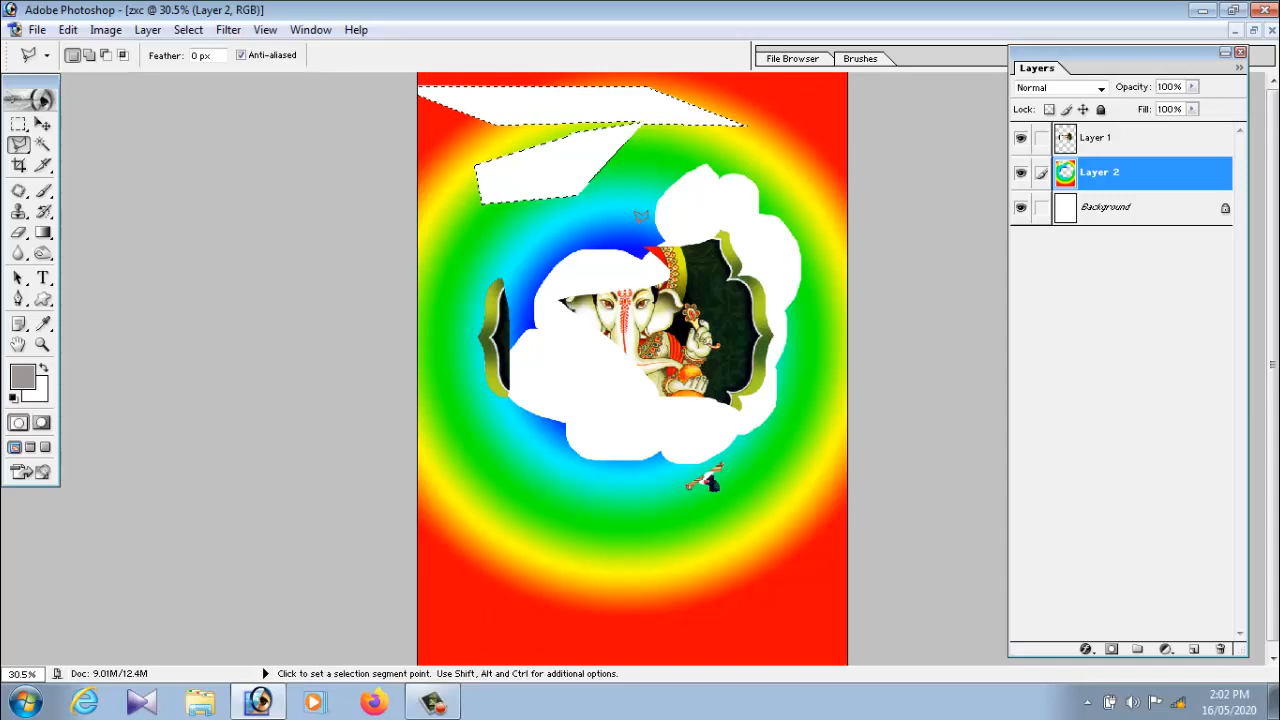 Adobe Photoshop - [zxc @ 30.5% (Layer 2, RGB)]
File Edit Image Layer Select Filter View Window Help
Feather: 0 px Anti-aliased File Browser Brushes
Layers
Normal Opacity: 100%
Lock: Fill: 100%
Layer 1
Layer 2
Background
T
30.5% Doc: 9.01M/12.4M Click to set a selection segment point. Use Shift, Alt and Ctrl for additional options.
2:02 PM
16/05/2020